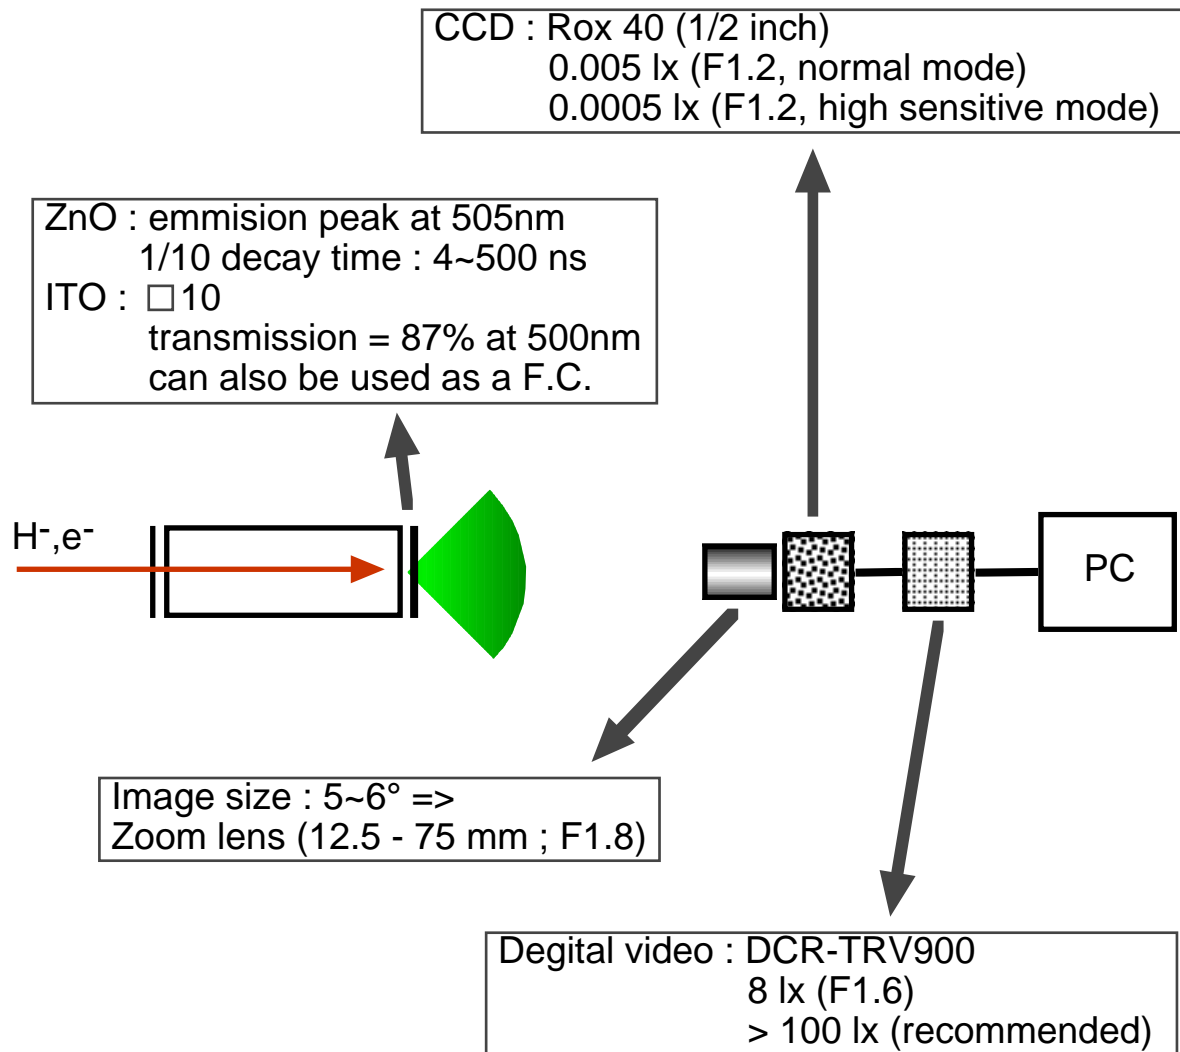 CCD : Rox 40 (1/2 inch)
0.005 lx (F1.2, normal mode)
0.0005 lx (F1.2, high sensitive mode)
ZnO : emmision peak at 505nm
1/10 decay time : 4~500 ns
ITO : □10
transmission = 87% at 500nm
can also be used as a F.C.
H⁻,e⁻
PC
Image size : 5~6° =>
Zoom lens (12.5 - 75 mm ; F1.8)
Degital video : DCR-TRV900
8 lx (F1.6)
> 100 lx (recommended)